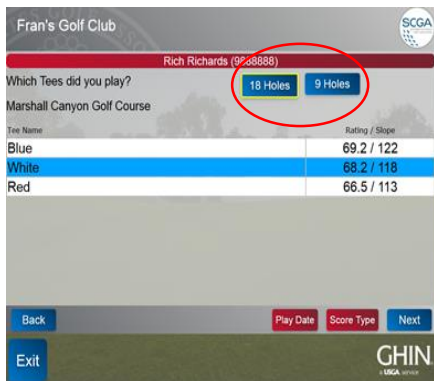 Fran's Golf Club
SCGA
Rich Richards (9888888)
Which Tees did you play?
18 Holes
9 Holes
Marshall Canyon Golf Course
Tee Name
Rating / Slope
Blue
69.2 / 122
White
68.2 / 118
Red
66.5 / 113
Back
Play Date
Score Type
Next
Exit
GHIN
a USGA service